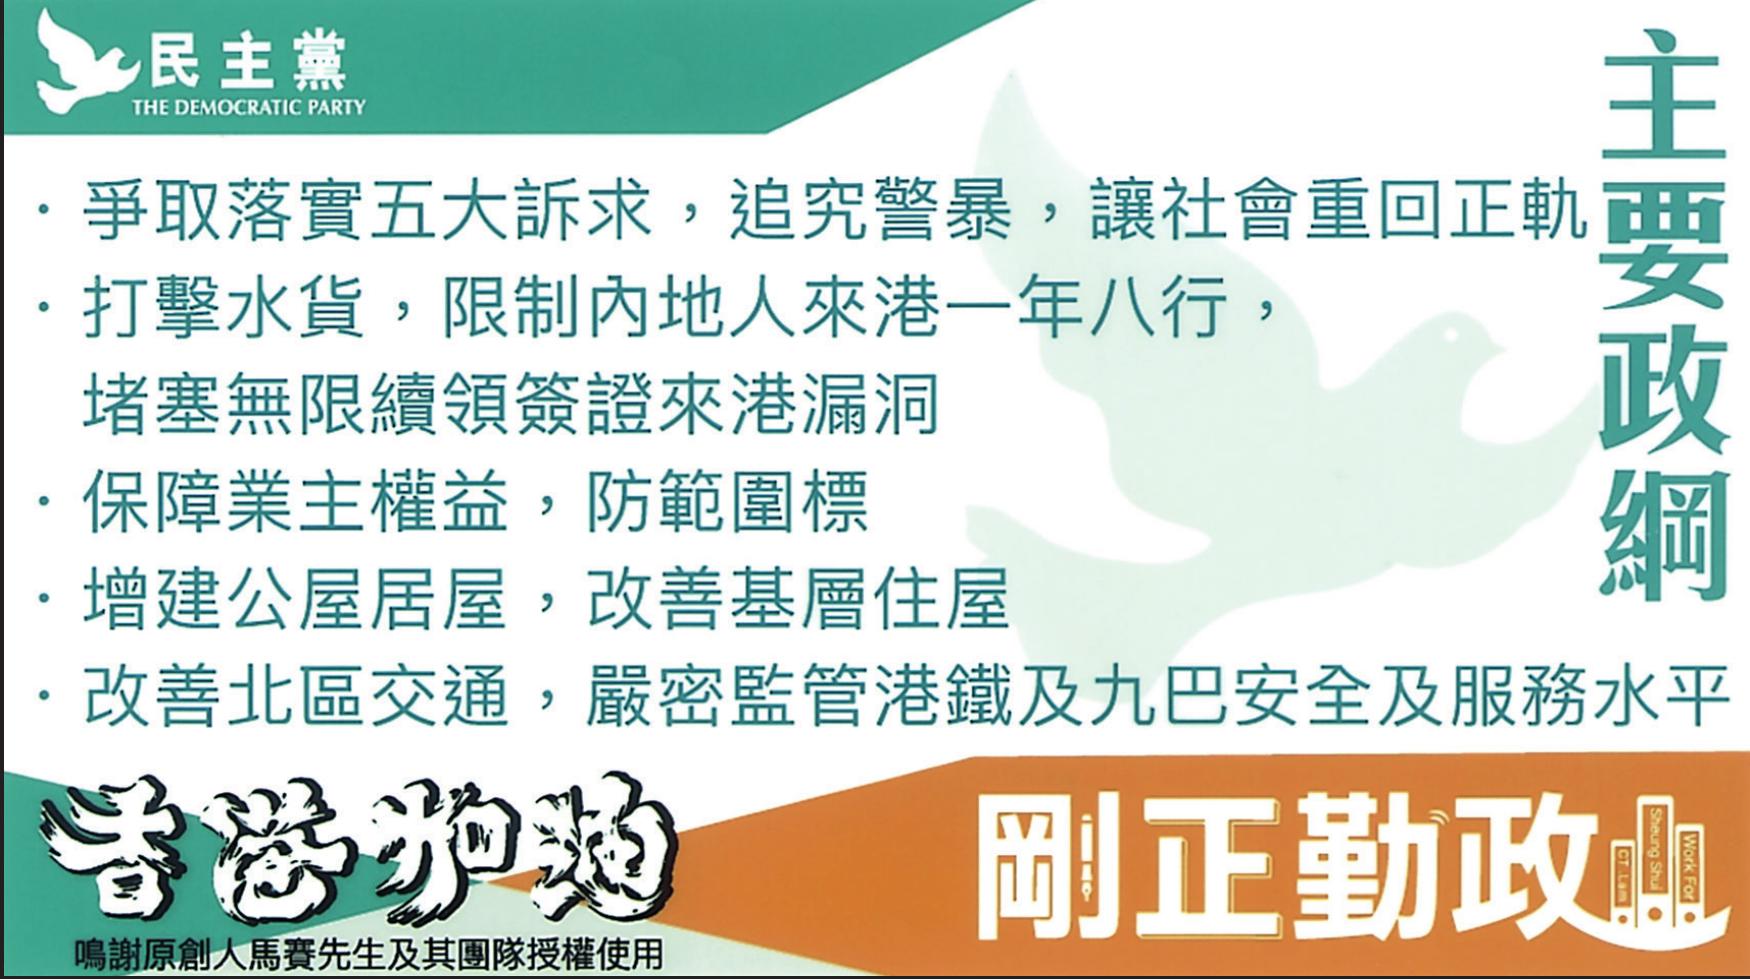 民主黨
THE DEMOCRATIC PARTY
主要政綱
· 爭取落實五大訴求，追究警暴，讓社會重回正軌
· 打擊水貨，限制內地人來港一年八行，
堵塞無限續領簽證來港漏洞
· 保障業主權益，防範圍標
· 增建公屋居屋，改善基層住屋
· 改善北區交通，嚴密監管港鐵及九巴安全及服務水平
香港加油
鳴謝原創人馬賽先生及其團隊授權使用
剛正勤政
CT. Lam
Sheung Shui
Work For